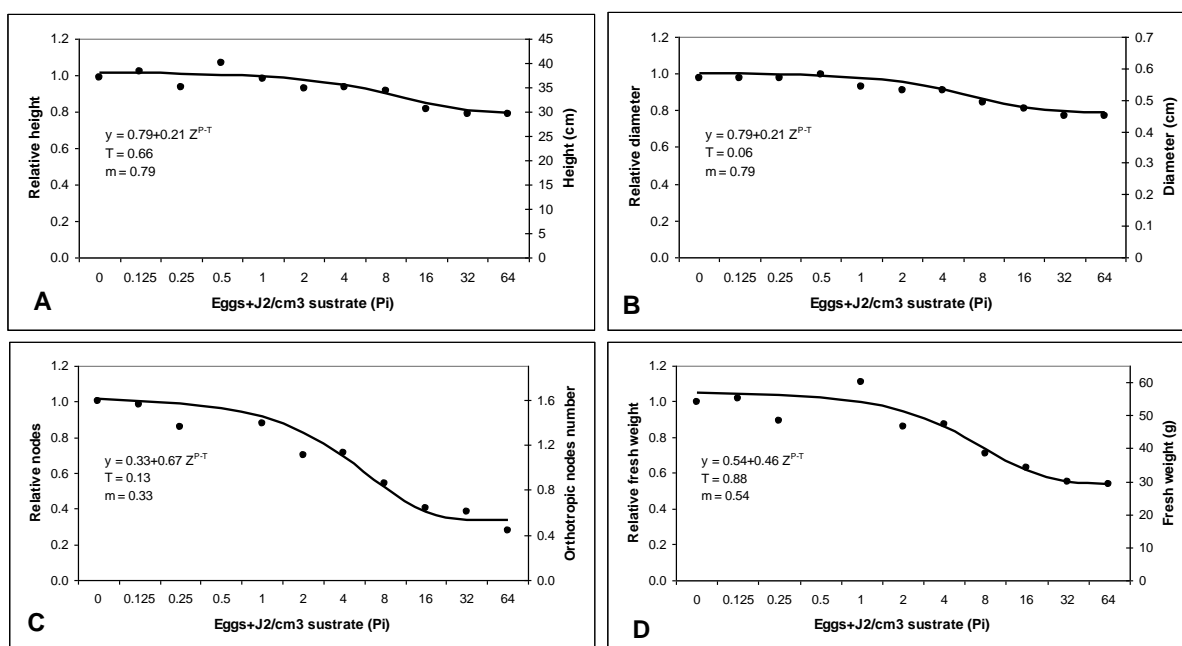 1.2
1.0
0.8
0.6
0.4
0.2
0.0
Relative height
45
40
35
30
25
20
15
10
5
0
Height (cm)
y = 0.79+0.21 Z^P-T
T = 0.66
m = 0.79
0 0.125 0.25 0.5 1 2 4 8 16 32 64
Eggs+J2/cm3 sustrate (Pi)
A
1.2
1.0
0.8
0.6
0.4
0.2
0.0
Relative diameter
0.7
0.6
0.5
0.4
0.3
0.2
0.1
0
Diameter (cm)
y = 0.79+0.21 Z^P-T
T = 0.06
m = 0.79
0 0.125 0.25 0.5 1 2 4 8 16 32 64
Eggs+J2/cm3 sustrate (Pi)
B
1.2
1.0
0.8
0.6
0.4
0.2
0.0
Relative nodes
1.6
1.2
0.8
0.4
0.0
Orthotropic nodes number
y = 0.33+0.67 Z^P-T
T = 0.13
m = 0.33
0 0.125 0.25 1 2 4 8 16 32 64
Eggs+J2/cm3 sustrate (Pi)
C
1.2
1.0
0.8
0.6
0.4
0.2
0.0
Relative fresh weight
60
50
40
30
20
10
0
Fresh weight (g)
y = 0.54+0.46 Z^P-T
T = 0.88
m = 0.54
0 0.125 0.25 1 2 4 8 16 32 64
Eggs+J2/cm3 sustrate (Pi)
D